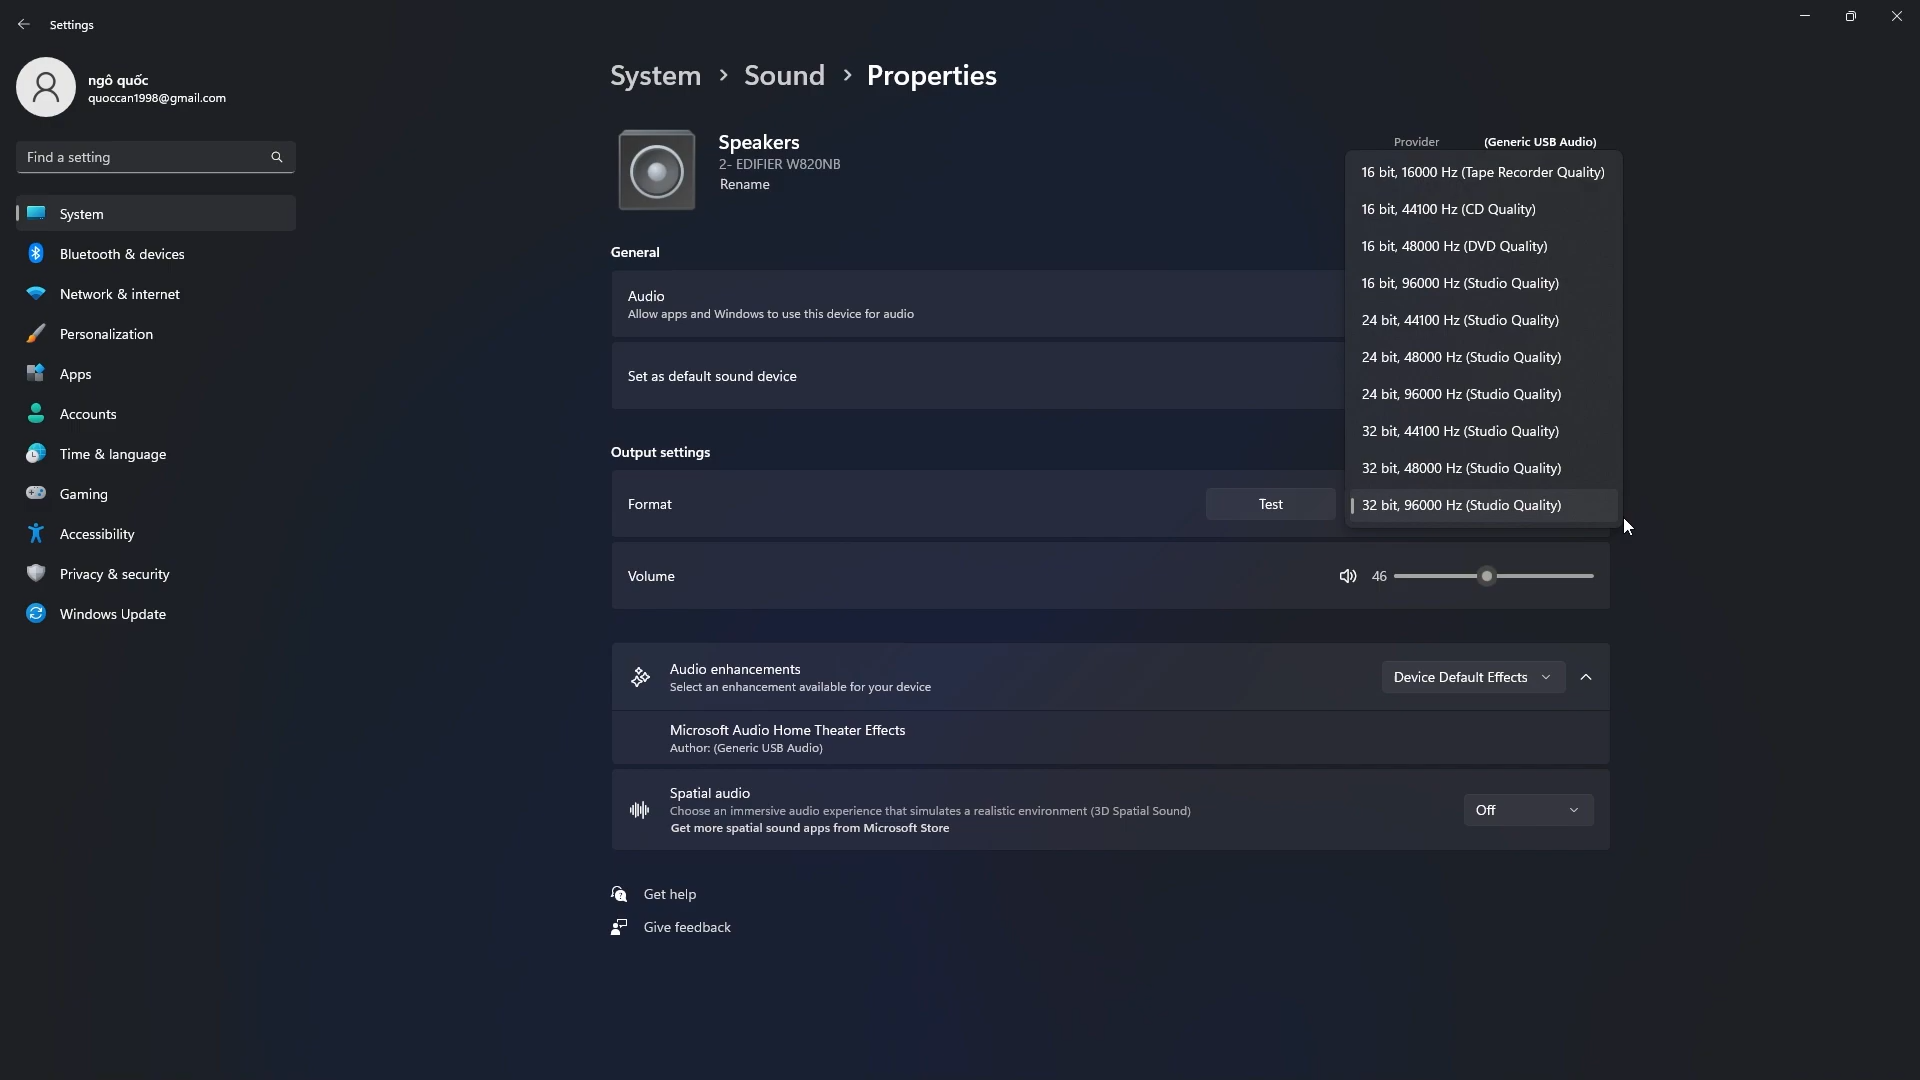 Settings
ngô quốc
quoccan1998@gmail.com
Find a setting
System
Bluetooth & devices
Network & internet
Personalization
Apps
Accounts
Time & language
Gaming
Accessibility
Privacy & security
Windows Update
System > Sound > Properties
Speakers
2- EDIFIER W820NB
Rename
Provider (Generic USB Audio)
General
Audio
Allow apps and Windows to use this device for audio
Set as default sound device
16 bit, 16000 Hz (Tape Recorder Quality)
16 bit, 44100 Hz (CD Quality)
16 bit, 48000 Hz (DVD Quality)
16 bit, 96000 Hz (Studio Quality)
24 bit, 44100 Hz (Studio Quality)
24 bit, 48000 Hz (Studio Quality)
24 bit, 96000 Hz (Studio Quality)
32 bit, 44100 Hz (Studio Quality)
32 bit, 48000 Hz (Studio Quality)
32 bit, 96000 Hz (Studio Quality)
Output settings
Format Test
Volume 46
Audio enhancements
Select an enhancement available for your device
Device Default Effects
Microsoft Audio Home Theater Effects
Author: (Generic USB Audio)
Spatial audio
Choose an immersive audio experience that simulates a realistic environment (3D Spatial Sound)
Get more spatial sound apps from Microsoft Store
Off
Get help
Give feedback